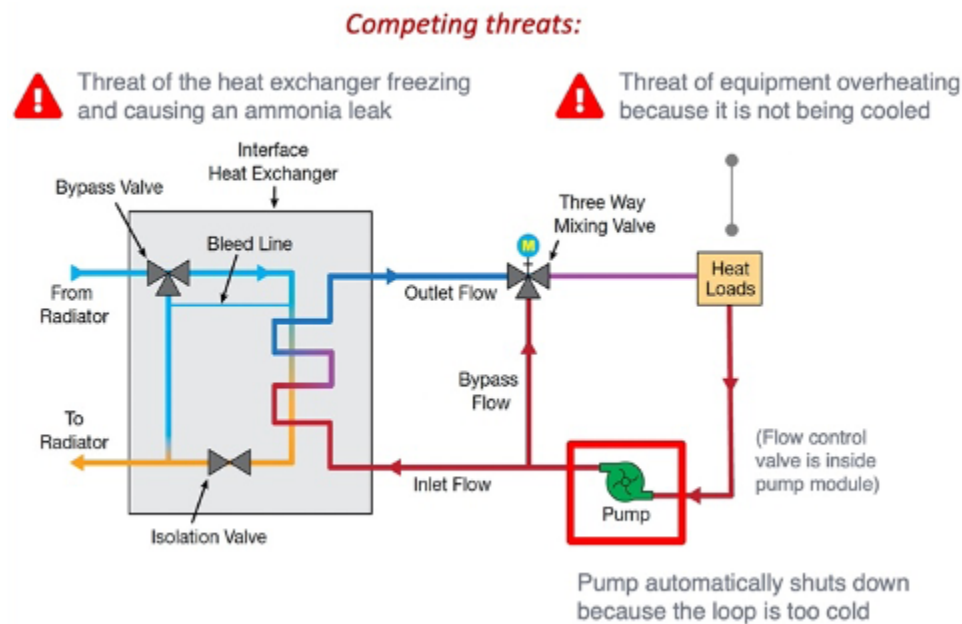 Competing threats:
Threat of the heat exchanger freezing
and causing an ammonia leak
Threat of equipment overheating
because it is not being cooled
Interface
Heat Exchanger
Bypass Valve
Bleed Line
Three Way
Mixing Valve
M
From
Radiator
Outlet Flow
Heat
Loads
Bypass
Flow
To
Radiator
Inlet Flow
(Flow control
valve is inside
pump module)
Pump
Isolation Valve
Pump automatically shuts down
because the loop is too cold